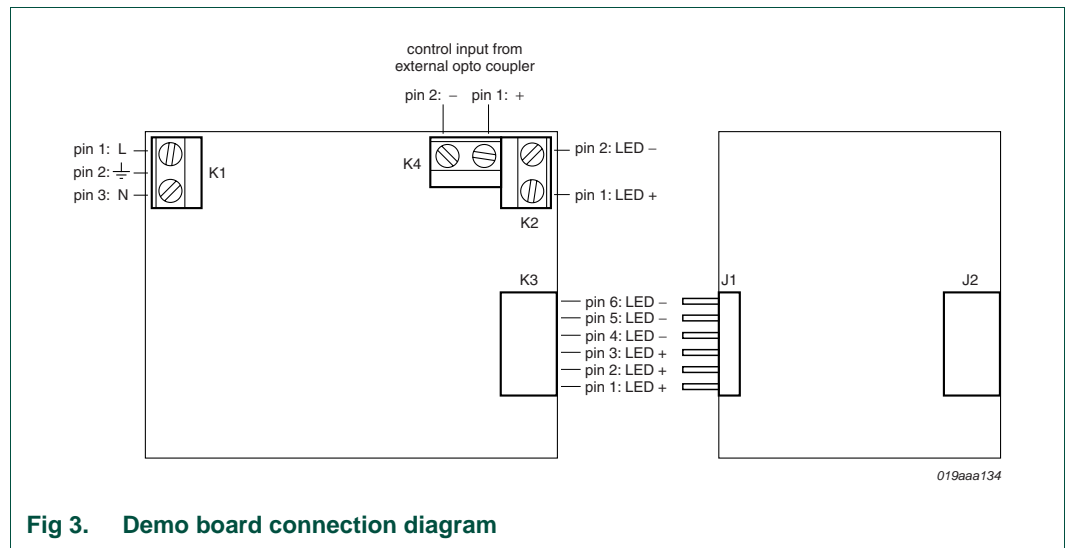 control input from
external opto coupler
pin 2: −   pin 1: +
pin 1: L
pin 2:
pin 3: N
K1
K4
pin 2: LED −
pin 1: LED +
K2
K3
J1
J2
pin 6: LED −
pin 5: LED −
pin 4: LED −
pin 3: LED +
pin 2: LED +
pin 1: LED +
019aaa134
Fig 3. Demo board connection diagram